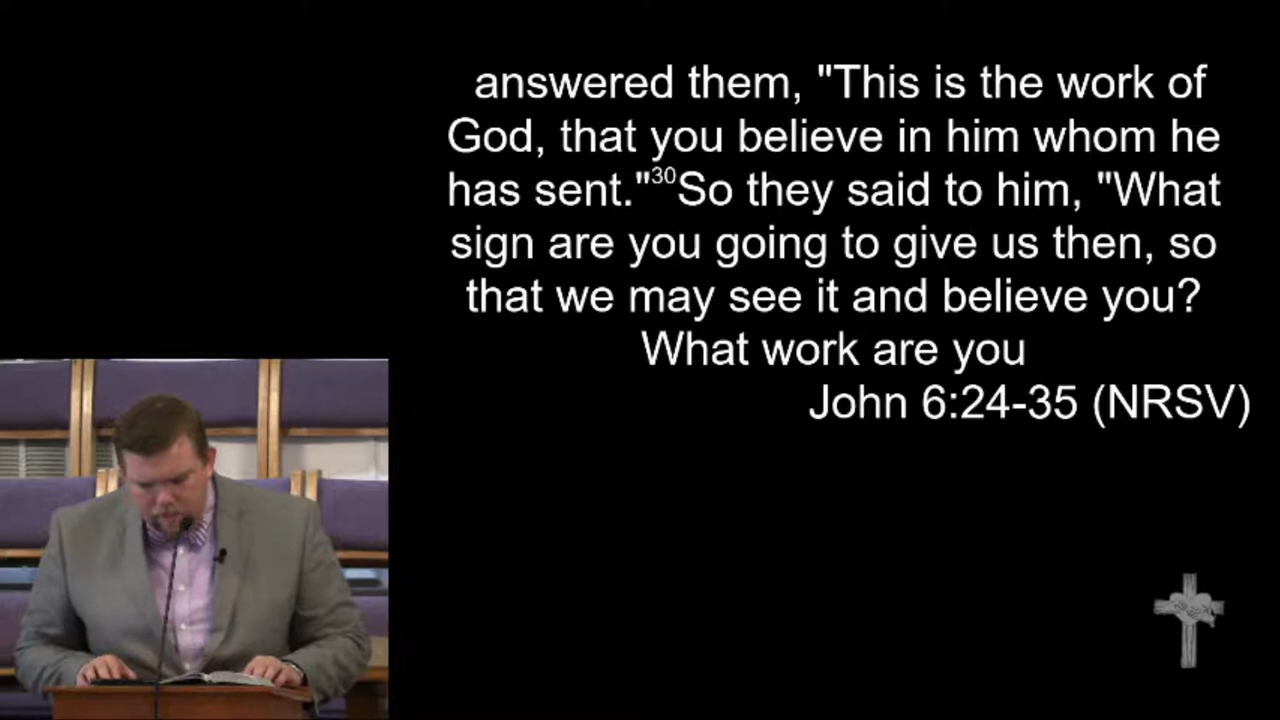 answered them, "This is the work of
God, that you believe in him whom he
has sent."30So they said to him, "What
sign are you going to give us then, so
that we may see it and believe you?
What work are you
John 6:24-35 (NRSV)